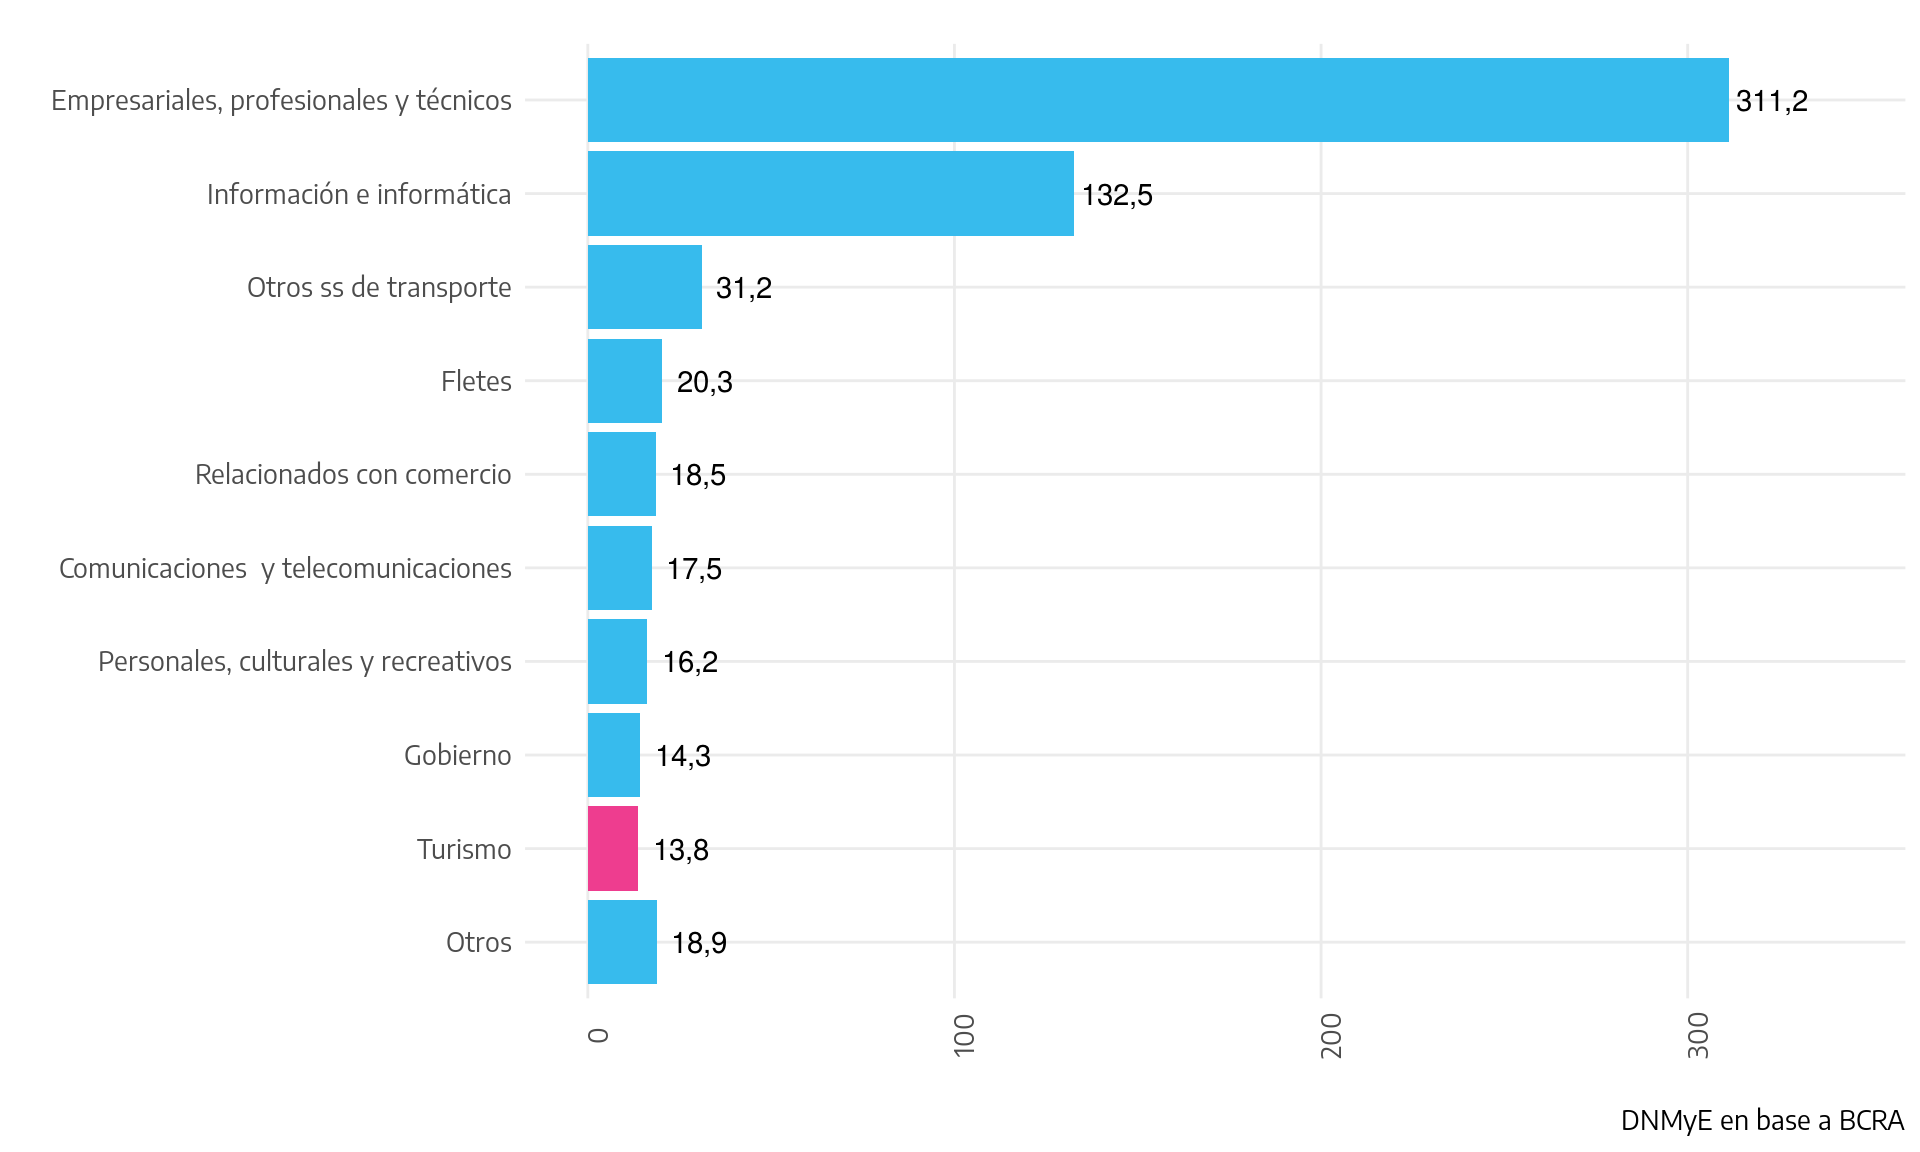 Empresariales, profesionales y técnicos 311,2
Información e informática 132,5
Otros ss de transporte 31,2
Fletes 20,3
Relacionados con comercio 18,5
Comunicaciones  y telecomunicaciones 17,5
Personales, culturales y recreativos 16,2
Gobierno 14,3
Turismo 13,8
Otros 18,9
0 100 200 300
DNMyE en base a BCRA